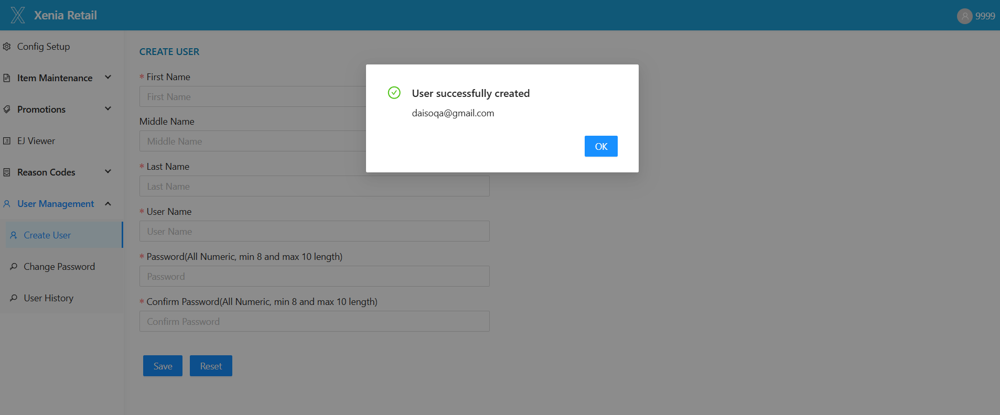 Xenia Retail
9999
Config Setup
Item Maintenance
Promotions
EJ Viewer
Reason Codes
User Management
Create User
Change Password
User History
CREATE USER
* First Name
First Name
Middle Name
Middle Name
* Last Name
Last Name
* User Name
User Name
* Password(All Numeric, min 8 and max 10 length)
Password
* Confirm Password(All Numeric, min 8 and max 10 length)
Confirm Password
Save
Reset
User successfully created
daisoqa@gmail.com
OK